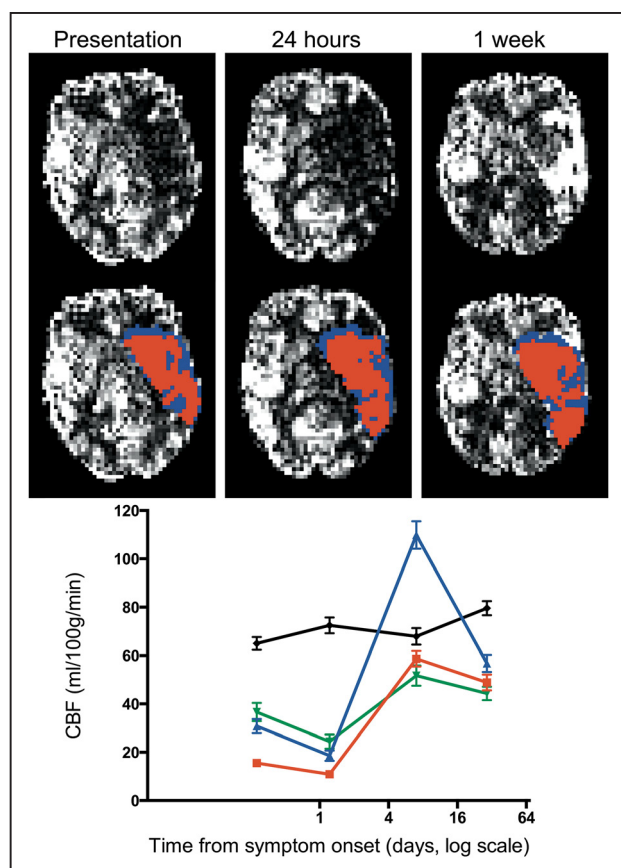 Presentation 24 hours 1 week
120
100
80
60
40
20
0
CBF (ml/100g/min)
1 4 16 64
Time from symptom onset (days, log scale)